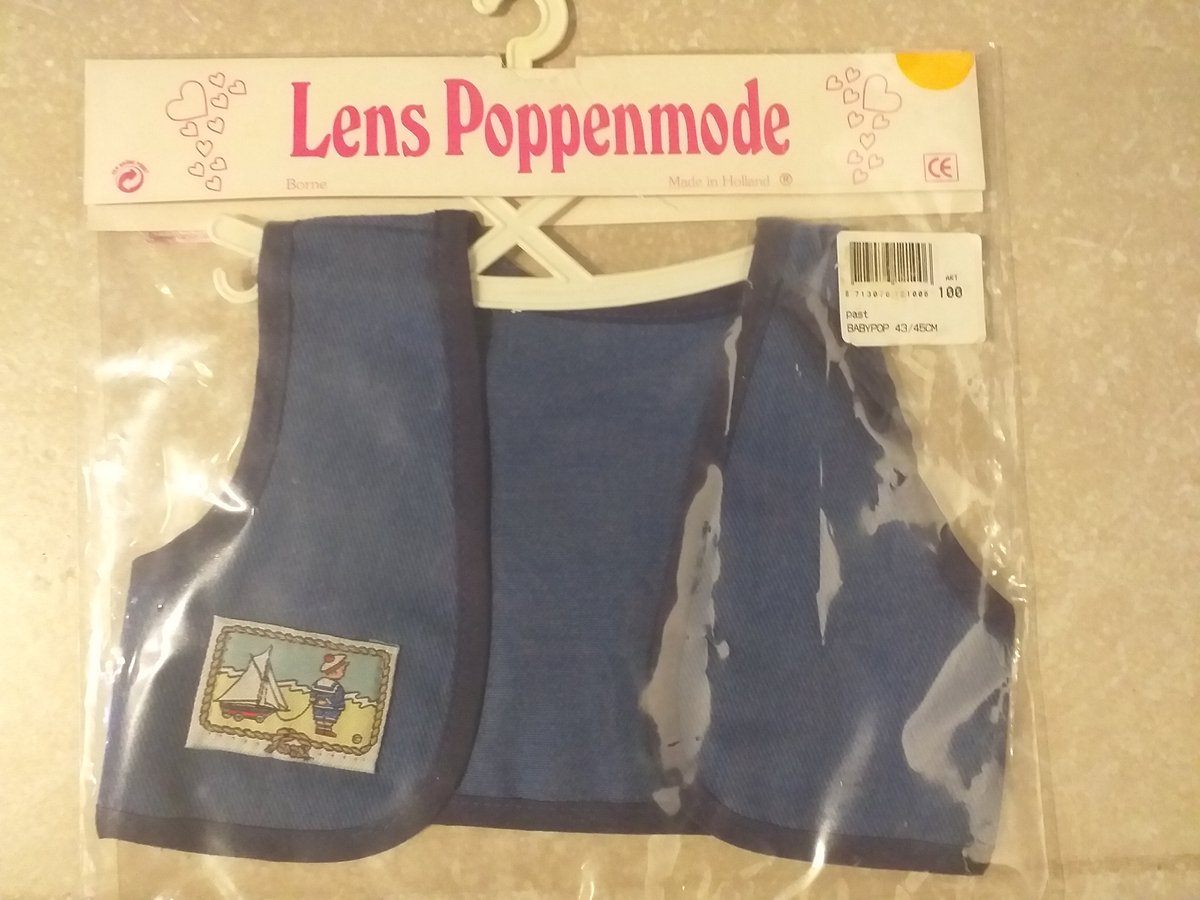 Lens Poppenmode
Borne
Made in Holland ®
CE
ART
100
past
BABYPOP 43/45CM